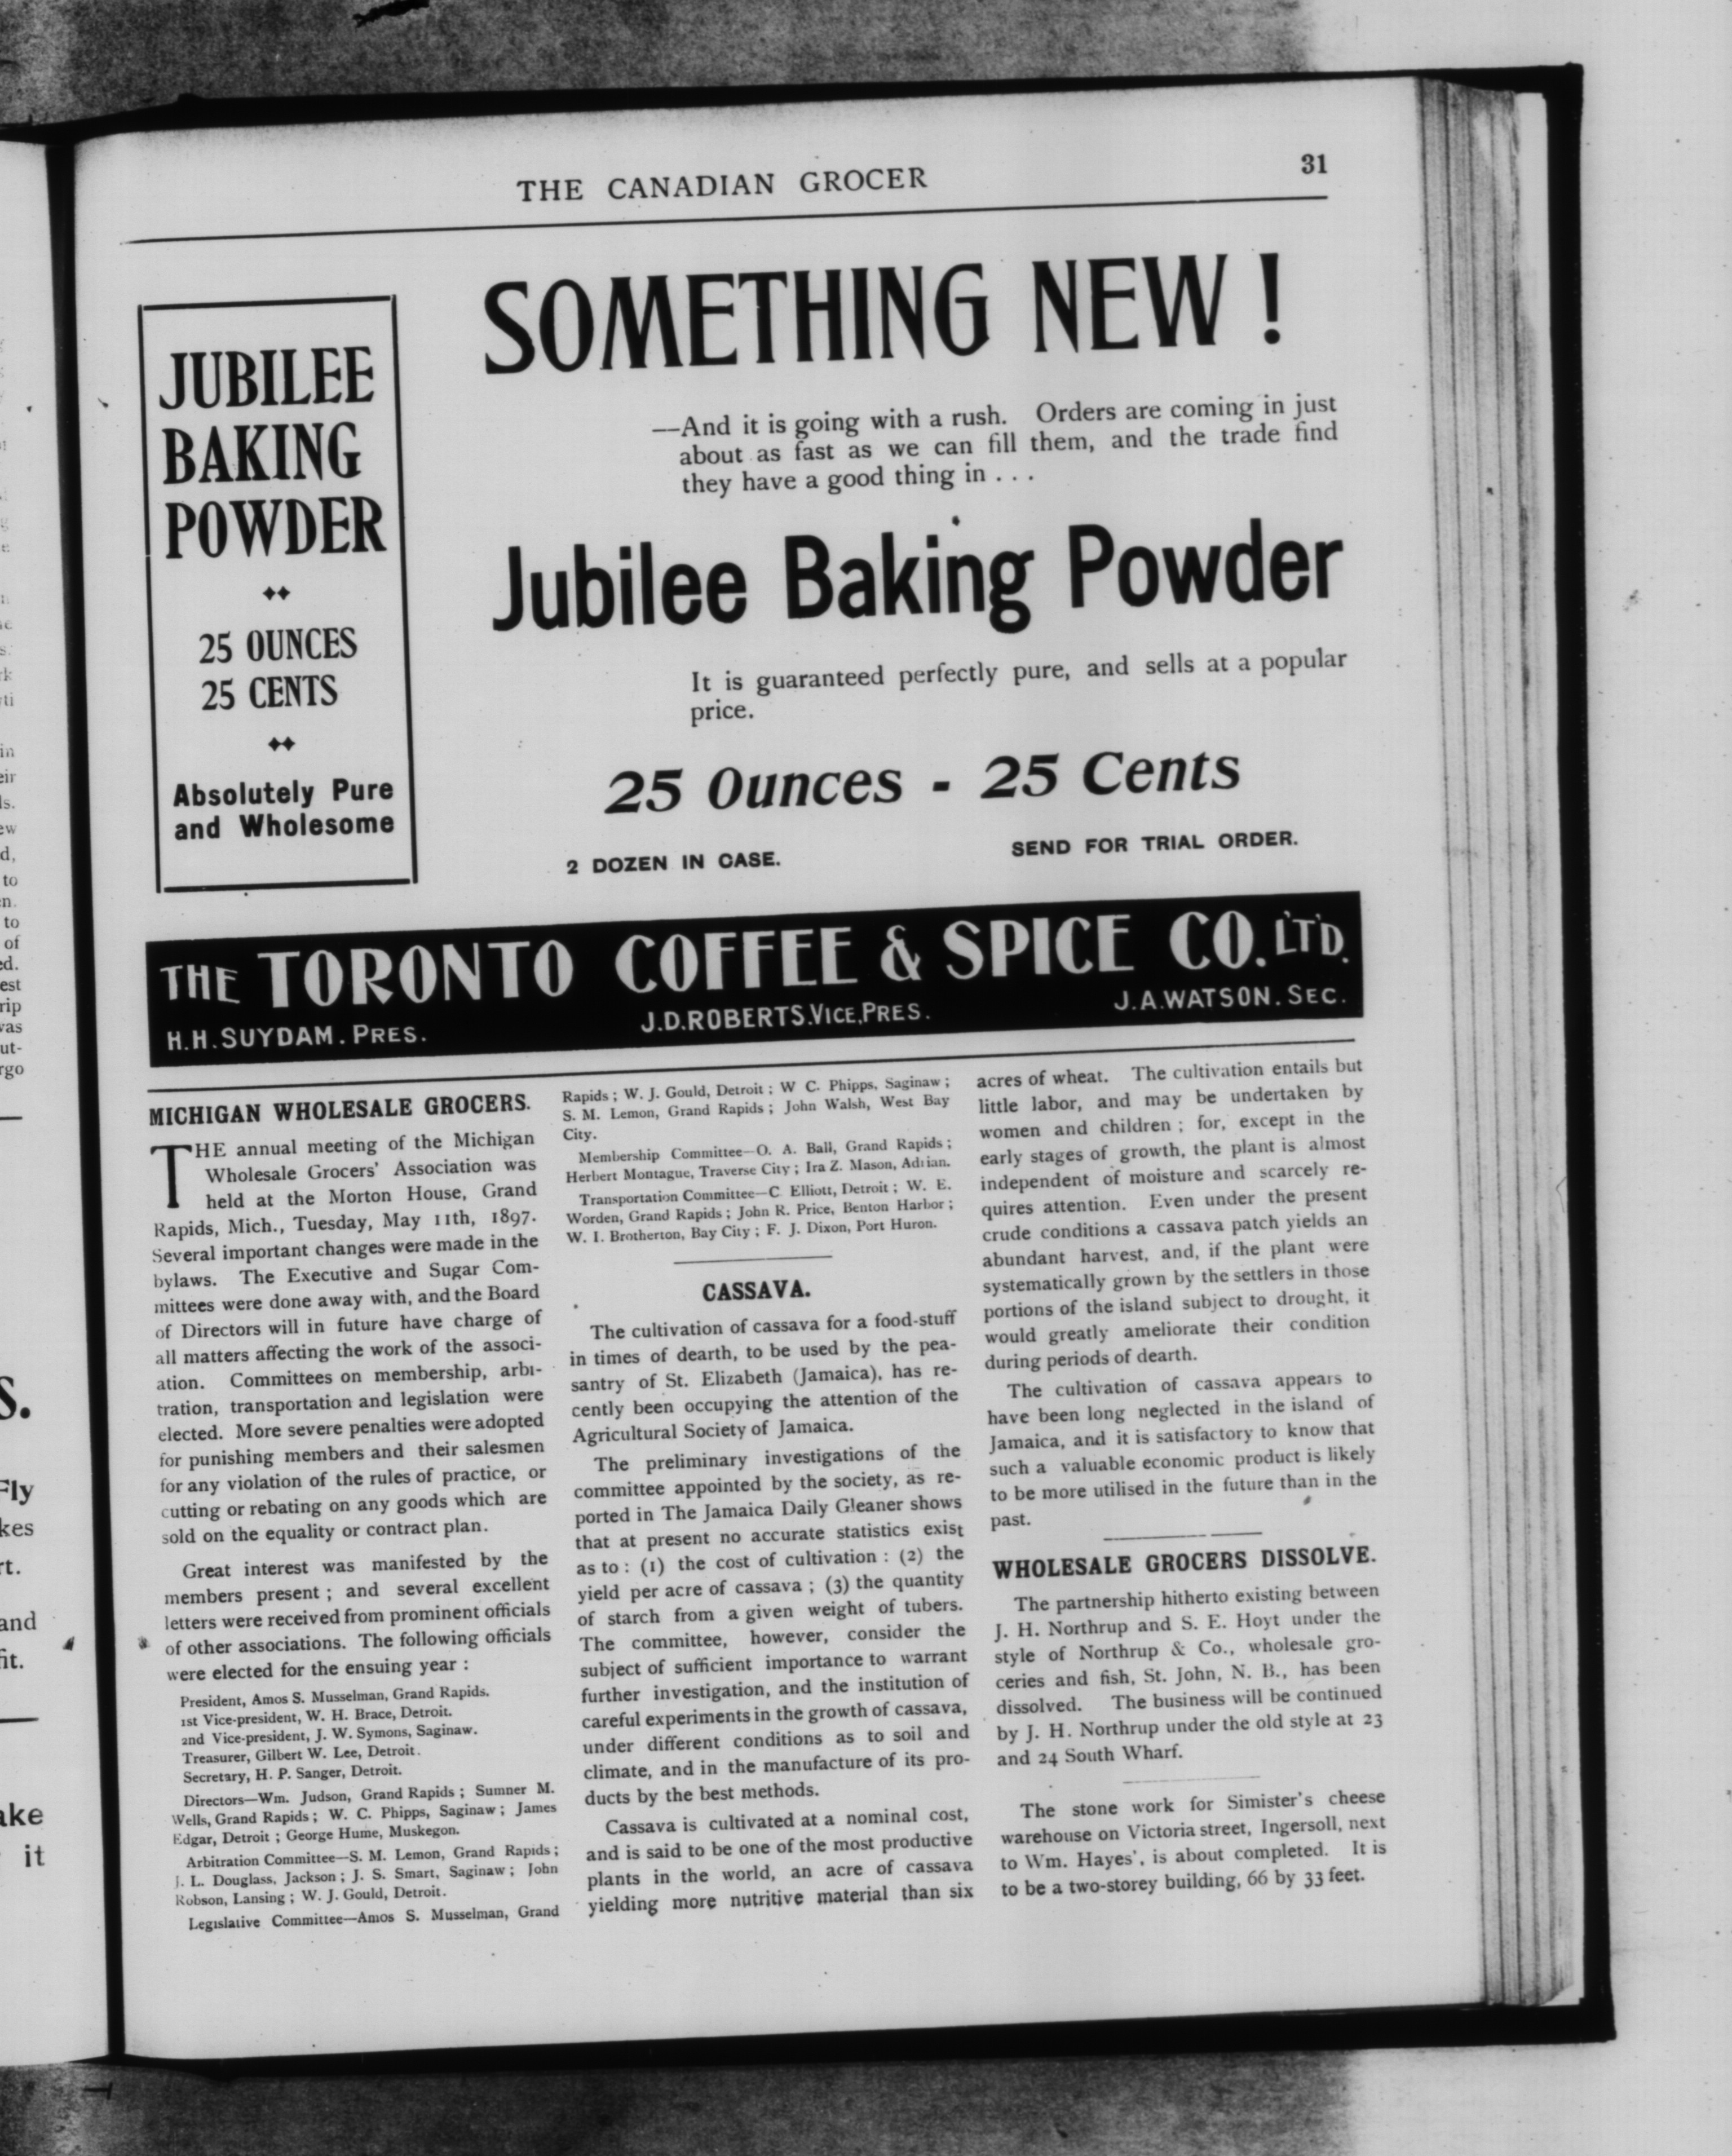 THE CANADIAN GROCER
31
JUBILEE
BAKING
POWDER
25 OUNCES
25 CENTS
Absolutely Pure
and Wholesome
SOMETHING NEW!
—And it is going with a rush. Orders are coming in just
about as fast as we can fill them, and the trade find
they have a good thing in . . .
Jubilee Baking Powder
It is guaranteed perfectly pure, and sells at a popular
price.
25 Ounces - 25 Cents
2 DOZEN IN CASE.
SEND FOR TRIAL ORDER.
THE TORONTO COFFEE & SPICE CO. L'T'D.
H.H.SUYDAM. PRES.
J.D.ROBERTS.VICE,PRES.
J.A.WATSON. SEC.
MICHIGAN WHOLESALE GROCERS.
THE annual meeting of the Michigan
Wholesale Grocers' Association was
held at the Morton House, Grand
Rapids, Mich., Tuesday, May 11th, 1897.
Several important changes were made in the
bylaws. The Executive and Sugar Com-
mittees were done away with, and the Board
of Directors will in future have charge of
all matters affecting the work of the associ-
ation. Committees on membership, arbi-
tration, transportation and legislation were
elected. More severe penalties were adopted
for punishing members and their salesmen
for any violation of the rules of practice, or
cutting or rebating on any goods which are
sold on the equality or contract plan.
Great interest was manifested by the
members present; and several excellent
letters were received from prominent officials
of other associations. The following officials
were elected for the ensuing year:
President, Amos S. Musselman, Grand Rapids.
1st Vice-president, W. H. Brace, Detroit.
2nd Vice-president, J. W. Symons, Saginaw.
Treasurer, Gilbert W. Lee, Detroit.
Secretary, H. P. Sanger, Detroit.
Directors—Wm. Judson, Grand Rapids; Sumner M.
Wells, Grand Rapids; W. C. Phipps, Saginaw; James
Edgar, Detroit; George Hume, Muskegon.
Arbitration Committee—S. M. Lemon, Grand Rapids;
J. L. Douglass, Jackson; J. S. Smart, Saginaw; John
Robson, Lansing; W. J. Gould, Detroit.
Legislative Committee—Amos S. Musselman, Grand
Rapids; W. J. Gould, Detroit; W C. Phipps, Saginaw;
S. M. Lemon, Grand Rapids; John Walsh, West Bay
City.
Membership Committee—O. A. Ball, Grand Rapids;
Herbert Montague, Traverse City; Ira Z. Mason, Adrian.
Transportation Committee—C Elliott, Detroit; W. E.
Worden, Grand Rapids; John R. Price, Benton Harbor;
W. I. Brotherton, Bay City; F. J. Dixon, Port Huron.
CASSAVA.
The cultivation of cassava for a food-stuff
in times of dearth, to be used by the pea-
santry of St. Elizabeth (Jamaica), has re-
cently been occupying the attention of the
Agricultural Society of Jamaica.
The preliminary investigations of the
committee appointed by the society, as re-
ported in The Jamaica Daily Gleaner shows
that at present no accurate statistics exist
as to: (1) the cost of cultivation: (2) the
yield per acre of cassava; (3) the quantity
of starch from a given weight of tubers.
The committee, however, consider the
subject of sufficient importance to warrant
further investigation, and the institution of
careful experiments in the growth of cassava,
under different conditions as to soil and
climate, and in the manufacture of its pro-
ducts by the best methods.
Cassava is cultivated at a nominal cost,
and is said to be one of the most productive
plants in the world, an acre of cassava
yielding more nutritive material than six
acres of wheat. The cultivation entails but
little labor, and may be undertaken by
women and children; for, except in the
early stages of growth, the plant is almost
independent of moisture and scarcely re-
quires attention. Even under the present
crude conditions a cassava patch yields an
abundant harvest, and, if the plant were
systematically grown by the settlers in those
portions of the island subject to drought, it
would greatly ameliorate their condition
during periods of dearth.
The cultivation of cassava appears to
have been long neglected in the island of
Jamaica, and it is satisfactory to know that
such a valuable economic product is likely
to be more utilised in the future than in the
past.
WHOLESALE GROCERS DISSOLVE.
The partnership hitherto existing between
J. H. Northrup and S. E. Hoyt under the
style of Northrup & Co., wholesale gro-
ceries and fish, St. John, N. B., has been
dissolved. The business will be continued
by J. H. Northrup under the old style at 23
and 24 South Wharf.
The stone work for Simister's cheese
warehouse on Victoria street, Ingersoll, next
to Wm. Hayes', is about completed. It is
to be a two-storey building, 66 by 33 feet.